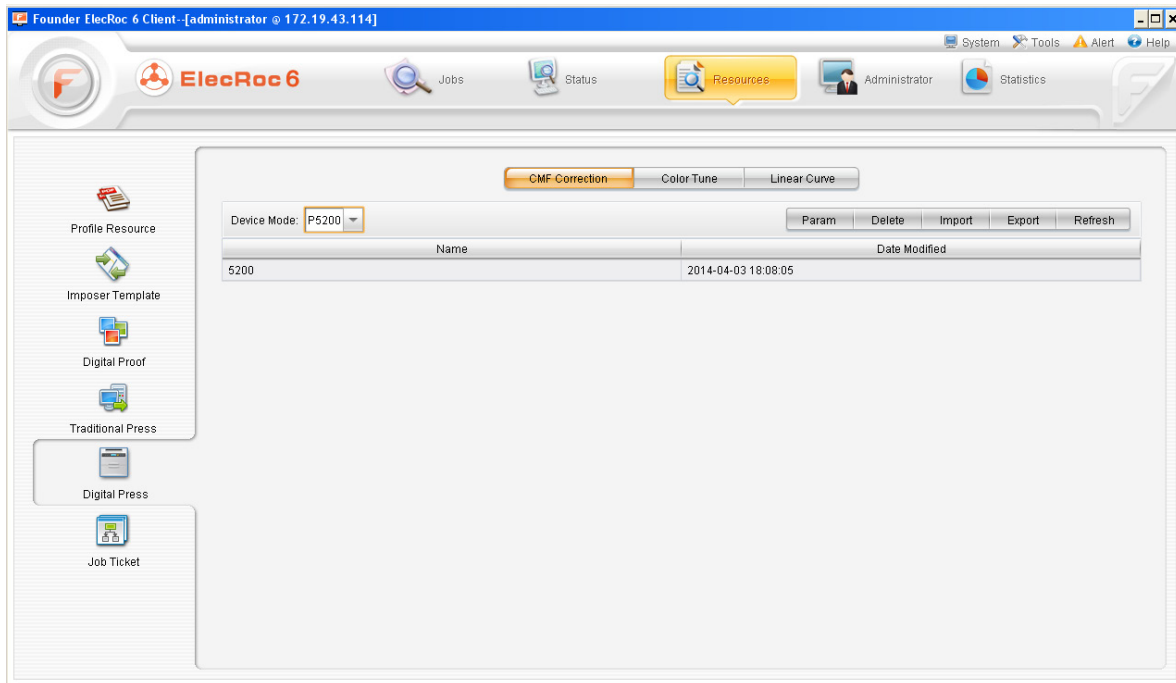 Founder ElecRoc 6 Client--[administrator @ 172.19.43.114]
System Tools Alert Help
ElecRoc 6 Jobs Status Resources Administrator Statistics
CMF Correction Color Tune Linear Curve
Device Mode: P5200 Param Delete Import Export Refresh
Name Date Modified
5200 2014-04-03 18:08:05
Profile Resource
Imposer Template
Digital Proof
Traditional Press
Digital Press
Job Ticket